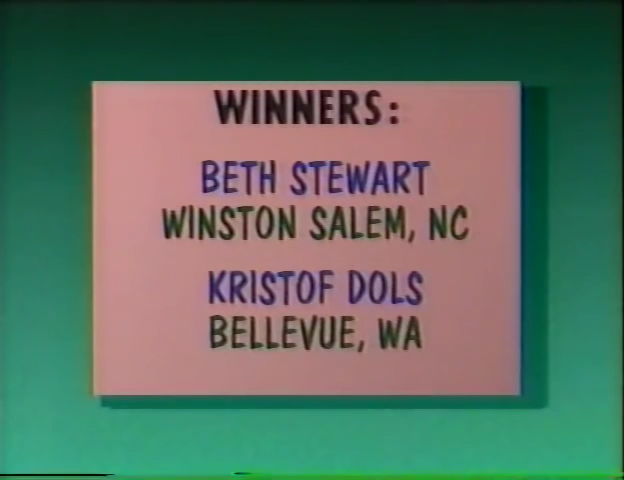 WINNERS:
BETH STEWART
WINSTON SALEM, NC
KRISTOF DOLS
BELLEVUE, WA